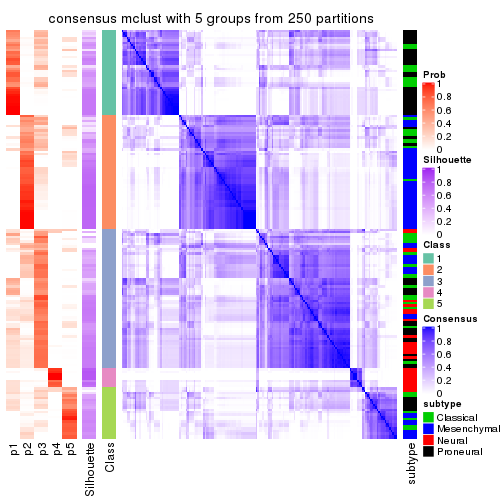 consensus mclust with 5 groups from 250 partitions
Prob
1
0.8
0.6
0.4
0.2
0
Silhouette
1
0.8
0.6
0.4
0.2
0
Class
1
2
3
4
5
Consensus
1
0.8
0.6
0.4
0.2
0
subtype
Classical
Mesenchymal
Neural
Proneural
p1
p2
p3
p4
p5
Silhouette
Class
subtype